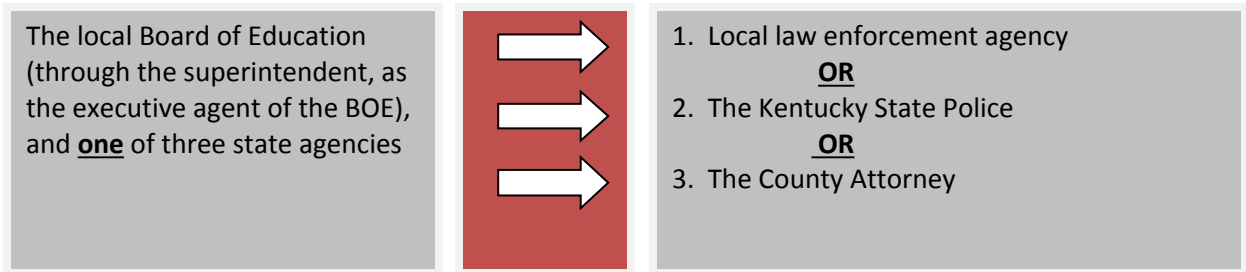 The local Board of Education
(through the superintendent, as
the executive agent of the BOE),
and one of three state agencies
1. Local law enforcement agency
OR
2. The Kentucky State Police
OR
3. The County Attorney